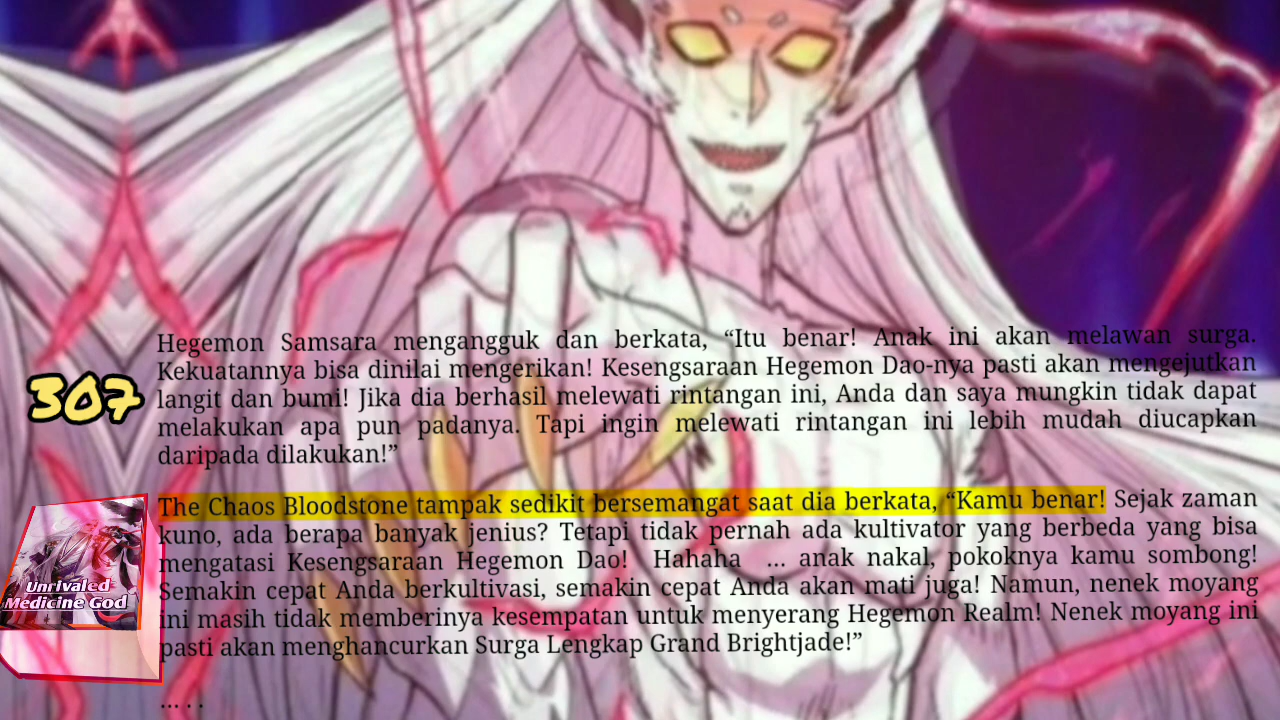 Hegemon Samsara mengangguk dan berkata, “Itu benar! Anak ini akan melawan surga.
Kekuatannya bisa dinilai mengerikan! Kesengsaraan Hegemon Dao-nya pasti akan mengejutkan
langit dan bumi! Jika dia berhasil melewati rintangan ini, Anda dan saya mungkin tidak dapat
melakukan apa pun padanya. Tapi ingin melewati rintangan ini lebih mudah diucapkan
daripada dilakukan!”
307
The Chaos Bloodstone tampak sedikit bersemangat saat dia berkata, “Kamu benar! Sejak zaman
kuno, ada berapa banyak jenius? Tetapi tidak pernah ada kultivator yang berbeda yang bisa
mengatasi Kesengsaraan Hegemon Dao! Hahaha ... anak nakal, pokoknya kamu sombong!
Semakin cepat Anda berkultivasi, semakin cepat Anda akan mati juga! Namun, nenek moyang
ini masih tidak memberinya kesempatan untuk menyerang Hegemon Realm! Nenek moyang ini
pasti akan menghancurkan Surga Lengkap Grand Brightjade!”
... . .
Unrivaled
Medicine God